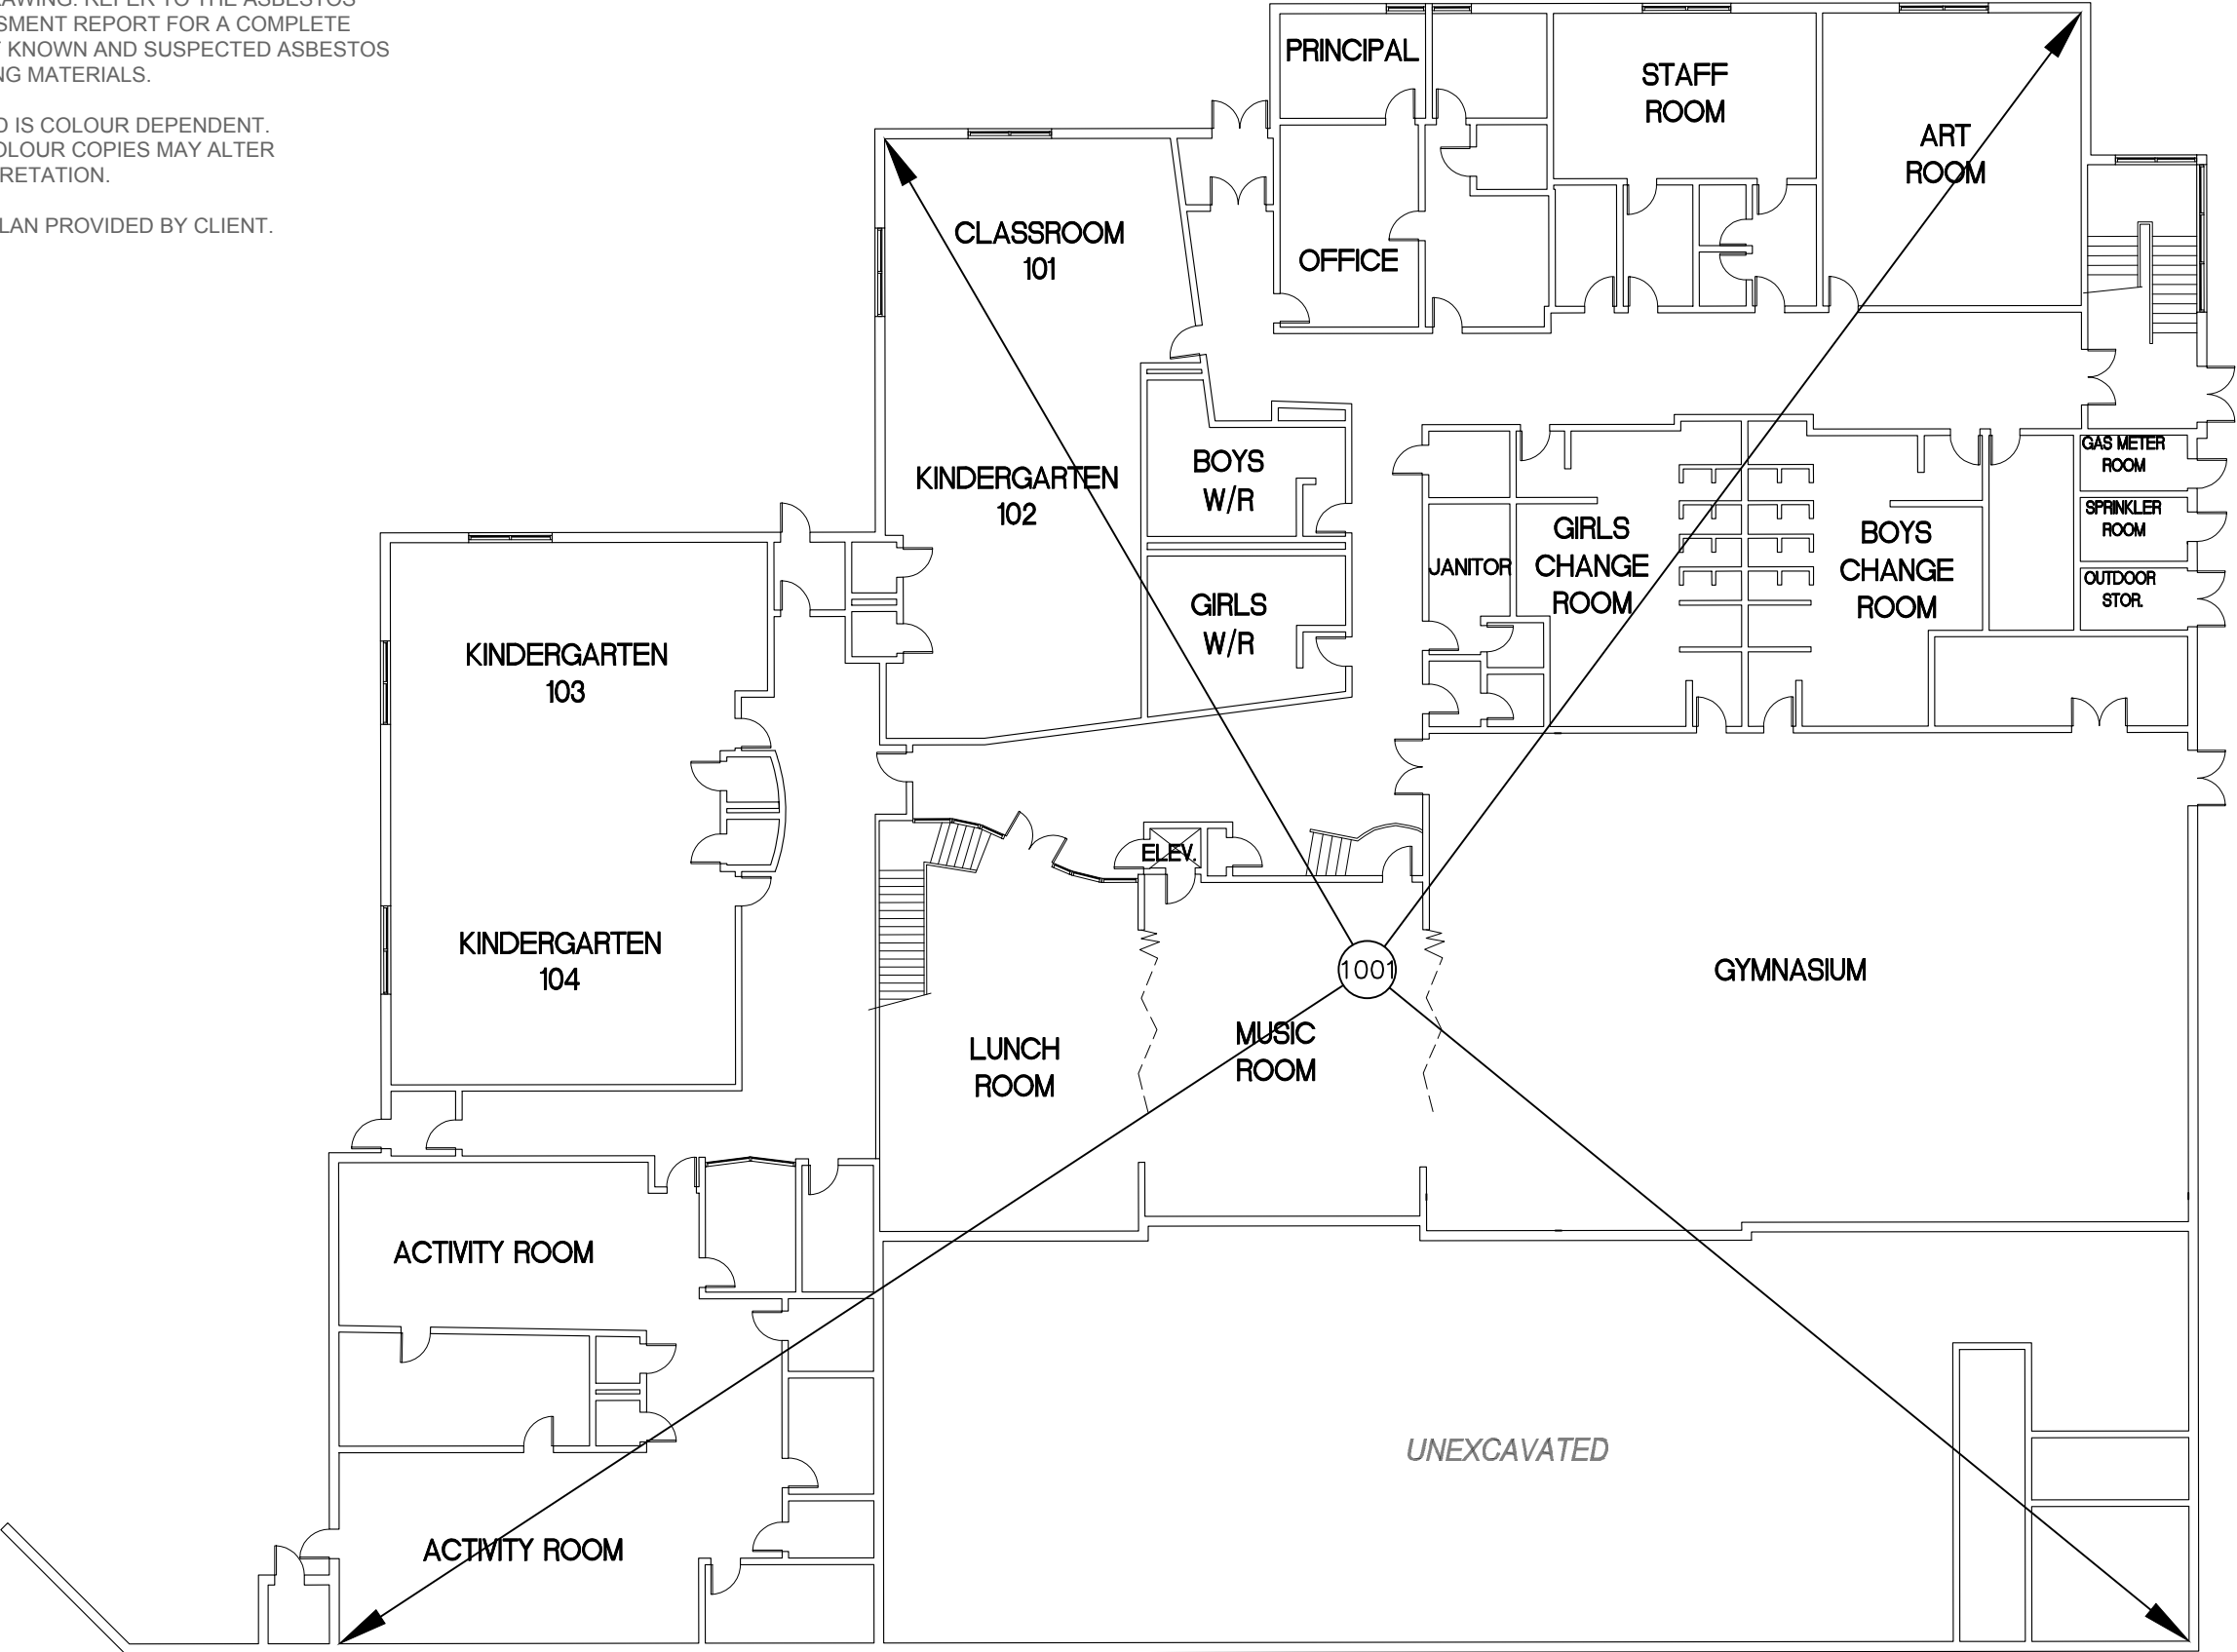 SMENT REPORT FOR A COMPLETE
KNOWN AND SUSPECTED ASBESTOS
NG MATERIALS.
IS COLOUR DEPENDENT.
COLOUR COPIES MAY ALTER
RETATION.
LAN PROVIDED BY CLIENT.
PRINCIPAL
STAFF
ROOM
ART
ROOM
CLASSROOM
101
OFFICE
KINDERGARTEN
102
BOYS
W/R
GIRLS
W/R
JANITOR
GIRLS
CHANGE
ROOM
BOYS
CHANGE
ROOM
GAS METER
ROOM
SPRINKLER
ROOM
OUTDOOR
STOR.
KINDERGARTEN
103
KINDERGARTEN
104
ELEV.
1001
GYMNASIUM
LUNCH
ROOM
MUSIC
ROOM
ACTIVITY ROOM
UNEXCAVATED
ACTIVITY ROOM